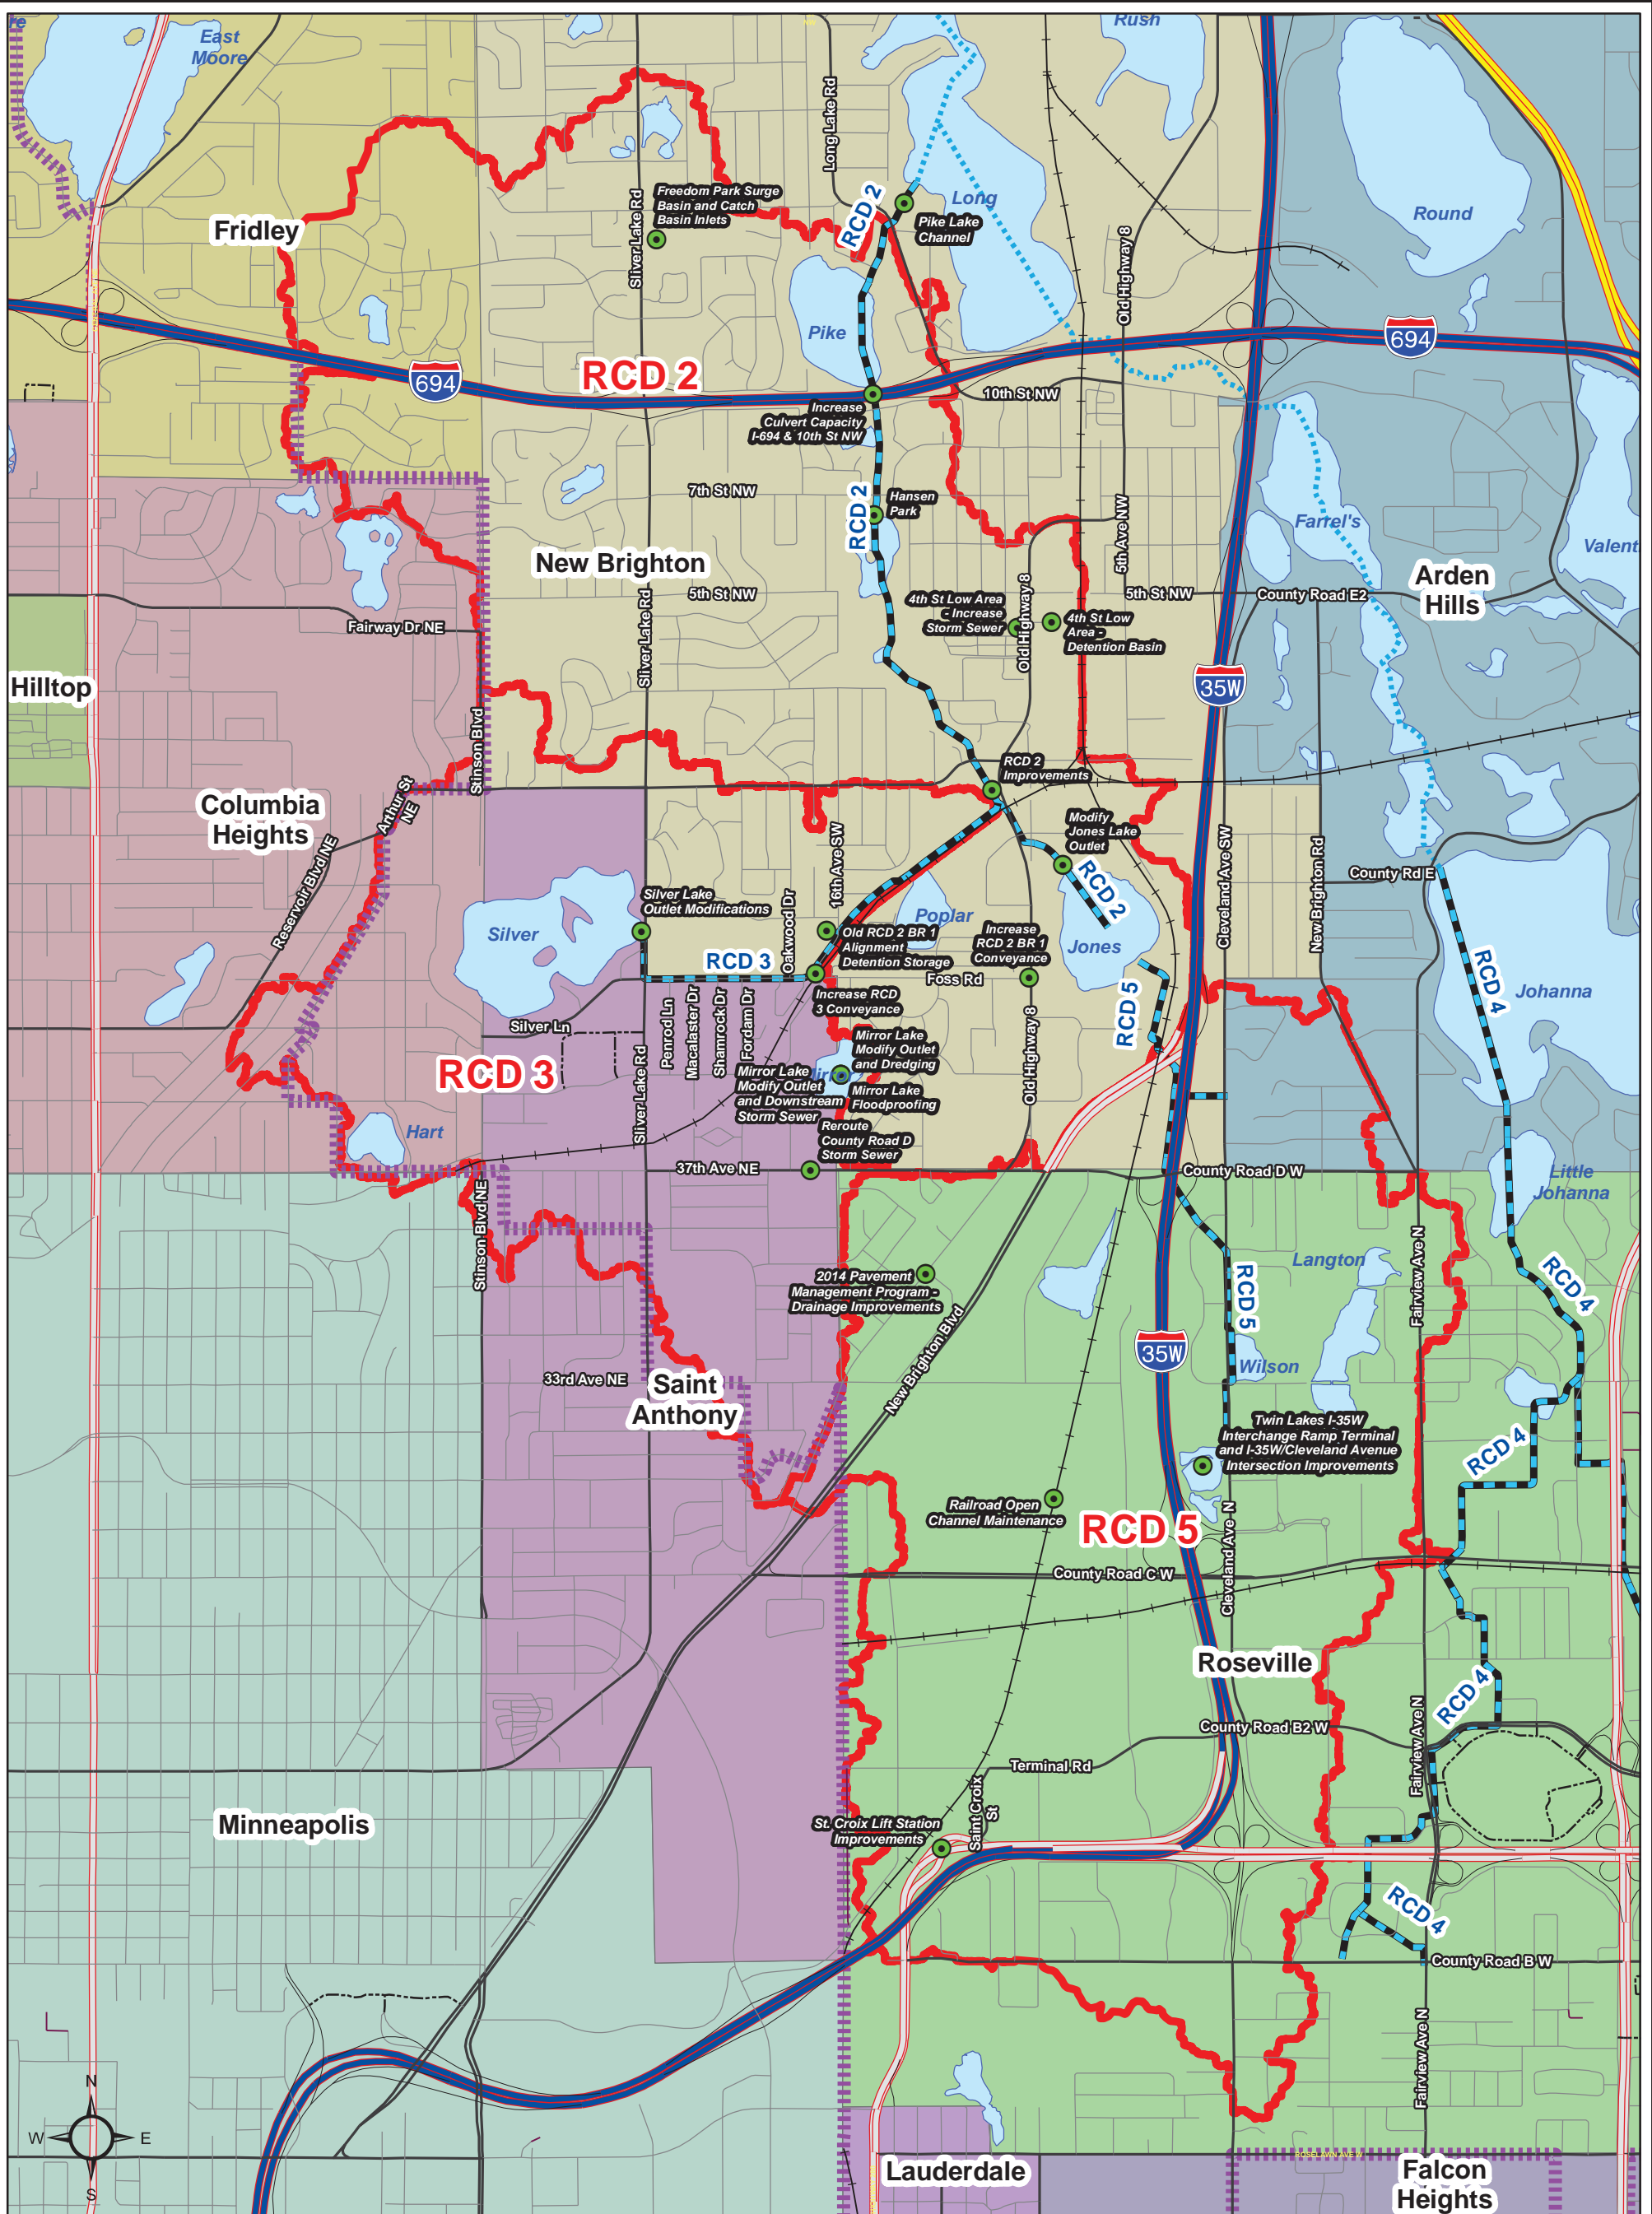 East
Moore
Rush
Long Lake Rd
Freedom Park Surge
Basin and Catch
Basin Inlets
Silver Lake Rd
RCD 2
Long
Pike Lake
Channel
Round
Fridley
Old Highway 8
Pike
694
694
RCD 2
10th St NW
Increase
Culvert Capacity
I-694 & 10th St NW
7th St NW
RCD 2
Hansen
Park
Farrel's
5th Ave NW
Valent
New Brighton
Arden
Hills
5th St NW
5th St NW
County Road E2
4th St Low Area
- Increase
Storm Sewer
Old Highway 8
4th St Low
Area -
Detention Basin
Fairway Dr NE
Silver Lake Rd
Hilltop
35W
Stinson Blvd
RCD 2
Improvements
Columbia
Heights
Arthur St
NE
Modify
Jones Lake
Outlet
Reservoir Blvd NE
16th Ave SW
Cleveland Ave SW
New Brighton Rd
County Rd E
RCD 2
Silver Lake
Outlet Modifications
Oakwood Dr
Poplar
Silver
Old RCD 2 BR 1
Alignment
Detention Storage
Increase
RCD 2 BR 1
Conveyance
Jones
RCD 3
Foss Rd
RCD 4
Johanna
RCD 5
Increase RCD
3 Conveyance
Silver Ln
Penrod Ln
Macalaster Dr
Shamrock Dr
Fordam Dr
Mirror Lake
Modify Outlet
and Dredging
Old Highway 8
RCD 3
Silver Lake Rd
Mirror Lake
Modify Outlet
and Downstream
Storm Sewer
Mirror Lake
Floodproofing
Hart
Reroute
County Road D
Storm Sewer
37th Ave NE
County Road D W
Little
Johanna
Stinson Blvd NE
2014 Pavement
Management Program -
Drainage Improvements
Langton
Fairview Ave N
RCD 4
RCD 5
35W
Wilson
New Brighton Blvd
33rd Ave NE
Saint
Anthony
Twin Lakes I-35W
Interchange Ramp Terminal
and I-35W/Cleveland Avenue
Intersection Improvements
RCD 4
Railroad Open
Channel Maintenance
RCD 5
Cleveland Ave N
County Road C W
Roseville
RCD 4
Fairview Ave N
County Road B2 W
Terminal Rd
Saint Croix
St
Minneapolis
St. Croix Lift Station
Improvements
RCD 4
County Road B W
Fairview Ave N
N
W
E
S
ROSELAWN AVE W
Lauderdale
Falcon
Heights